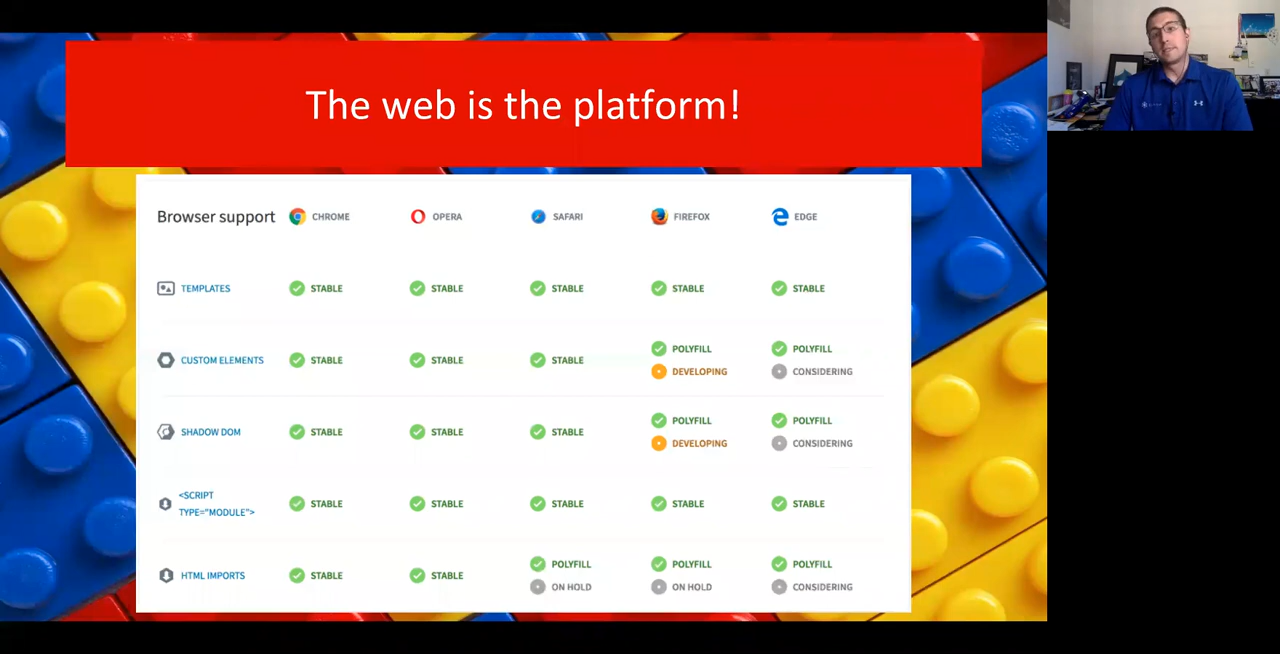 The web is the platform!
Browser support CHROME OPERA SAFARI FIREFOX EDGE
TEMPLATES STABLE STABLE STABLE STABLE STABLE
CUSTOM ELEMENTS STABLE STABLE STABLE POLYFILL POLYFILL
DEVELOPING CONSIDERING
SHADOW DOM STABLE STABLE STABLE POLYFILL POLYFILL
DEVELOPING CONSIDERING
<SCRIPT
TYPE="MODULE"> STABLE STABLE STABLE STABLE STABLE
HTML IMPORTS STABLE STABLE POLYFILL POLYFILL POLYFILL
ON HOLD ON HOLD CONSIDERING